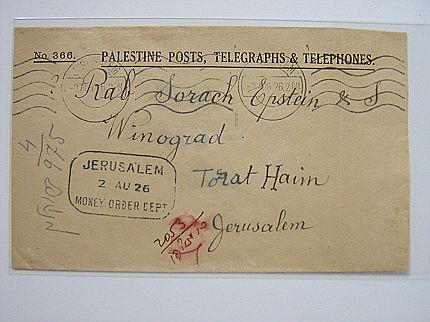 No. 366. PALESTINE POSTS, TELEGRAPHS & TELEPHONES.
Rab Sorach Epstein & S
Winograd
Torat Haim
Jerusalem
JERUSALEM
2 AU 26
MONEY ORDER DEPT
2053